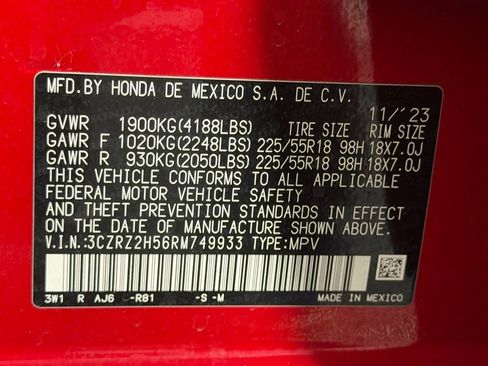 MFD.BY HONDA DE MEXICO S.A. DE C.V.
11/'23
GVWR 1900KG(4188LBS) TIRE SIZE RIM SIZE
GAWR F 1020KG(2248LBS) 225/55R18 98H 18X7.0J
GAWR R 930KG(2050LBS) 225/55R18 98H 18X7.0J
THIS VEHICLE CONFORMS TO ALL APPLICABLE
FEDERAL MOTOR VEHICLE SAFETY
AND THEFT PREVENTION STANDARDS IN EFFECT
ON THE DATE OF MANUFACTURE SHOWN ABOVE.
V.I.N.:3CZRZ2H56RM749933 TYPE:MPV
3W1 R AJ6 -R81 -S -M MADE IN MEXICO